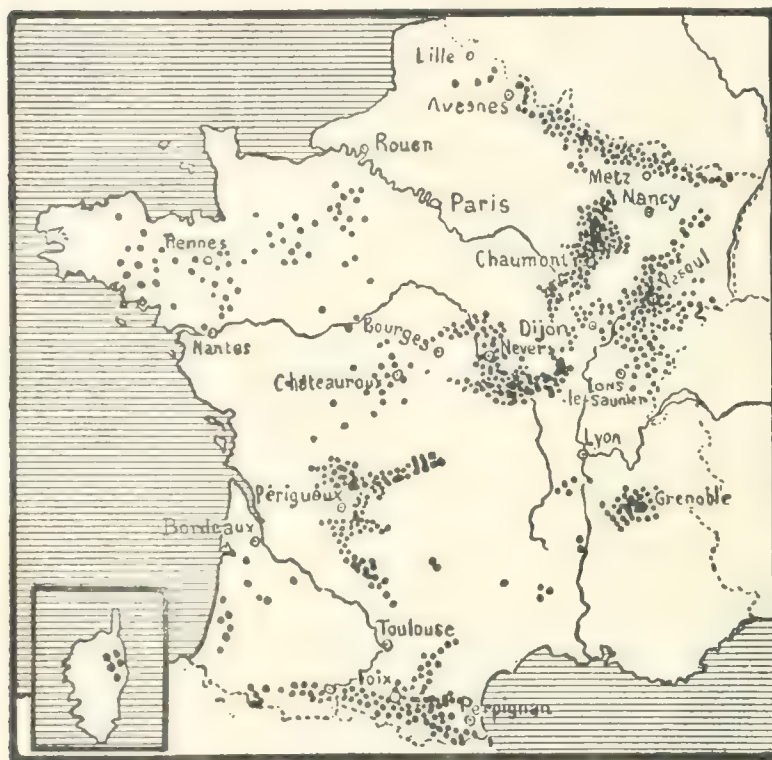 Lille
Avesnes
Rouen
Metz
Nancy
Paris
Rennes
Chaumont
Vesoul
Dijon
Bourges
Nevers
Nantes
Châteauroux
Lons
-le-Saunier
Lyon
Périgueux
Grenoble
Bordeaux
Toulouse
Foix
Perpignan